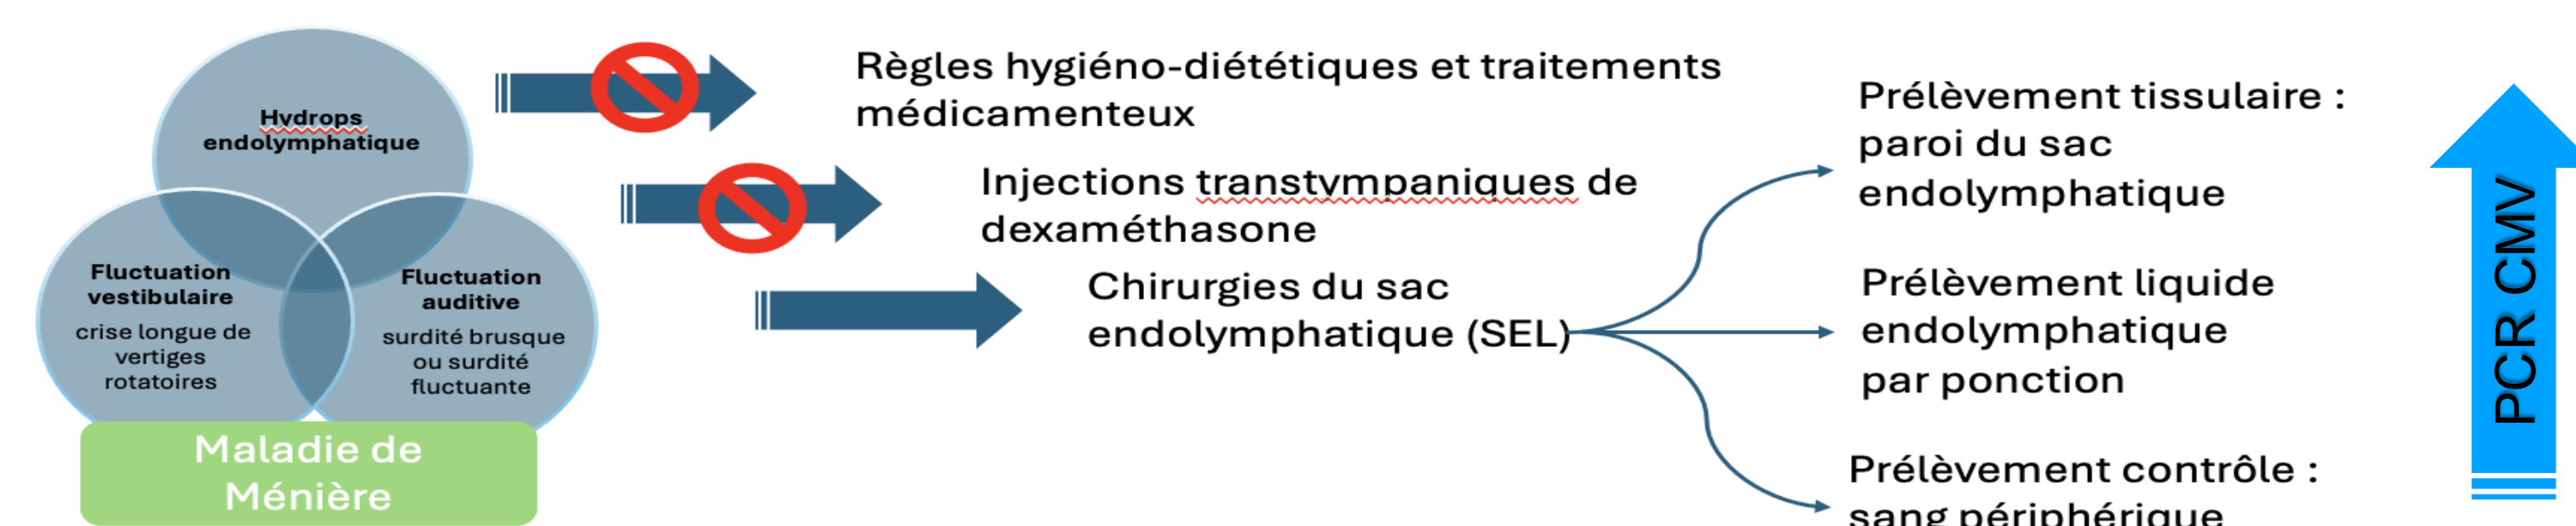 Hydrops
endolymphatique
Fluctuation
vestibulaire
crise longue de
vertiges
rotatoires
Fluctuation
auditive
surdité brusque
ou surdité
fluctuante
Maladie de
Ménière
Règles hygiéno-diététiques et traitements
médicamenteux
Injections transtympaniques de
dexaméthasone
Chirurgies du sac
endolymphatique (SEL)
Prélèvement tissulaire :
paroi du sac
endolymphatique
Prélèvement liquide
endolymphatique
par ponction
Prélèvement contrôle :
sang périphérique
PCR CMV